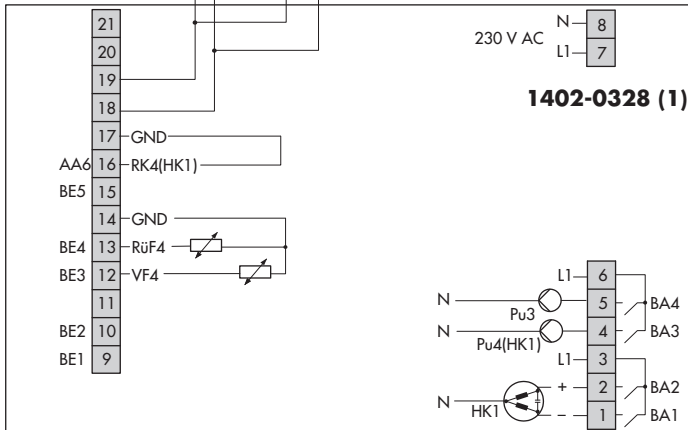 21
20
19
18
17 GND
AA6 16 RK4(HK1)
BE5 15
14 GND
BE4 13 RüF4
BE3 12 VF4
11
BE2 10
BE1 9
230 V AC
N 8
L1 7
1402-0328 (1)
L1 6
N Pu3 5 BA4
N Pu4(HK1) 4 BA3
L1 3
+ 2 BA2
N HK1
– 1 BA1